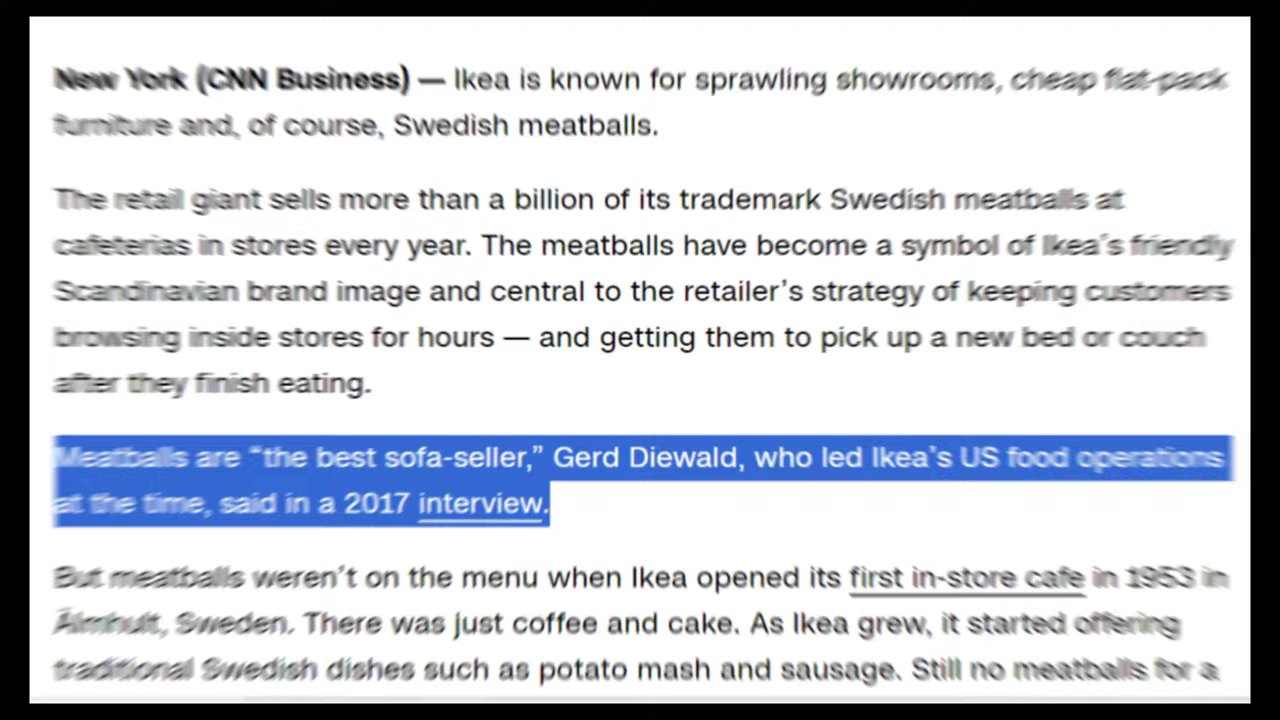 New York (CNN Business) — Ikea is known for sprawling showrooms, cheap flat-pack
furniture and, of course, Swedish meatballs.
The retail giant sells more than a billion of its trademark Swedish meatballs at
cafeterias in stores every year. The meatballs have become a symbol of Ikea’s friendly
Scandinavian brand image and central to the retailer’s strategy of keeping customers
browsing inside stores for hours — and getting them to pick up a new bed or couch
after they finish eating.
Meatballs are “the best sofa-seller,” Gerd Diewald, who led Ikea’s US food operations
at the time, said in a 2017 interview.
But meatballs weren’t on the menu when Ikea opened its first in-store cafe in 1953 in
Älmhult, Sweden. There was just coffee and cake. As Ikea grew, it started offering
traditional Swedish dishes such as potato mash and sausage. Still no meatballs for a